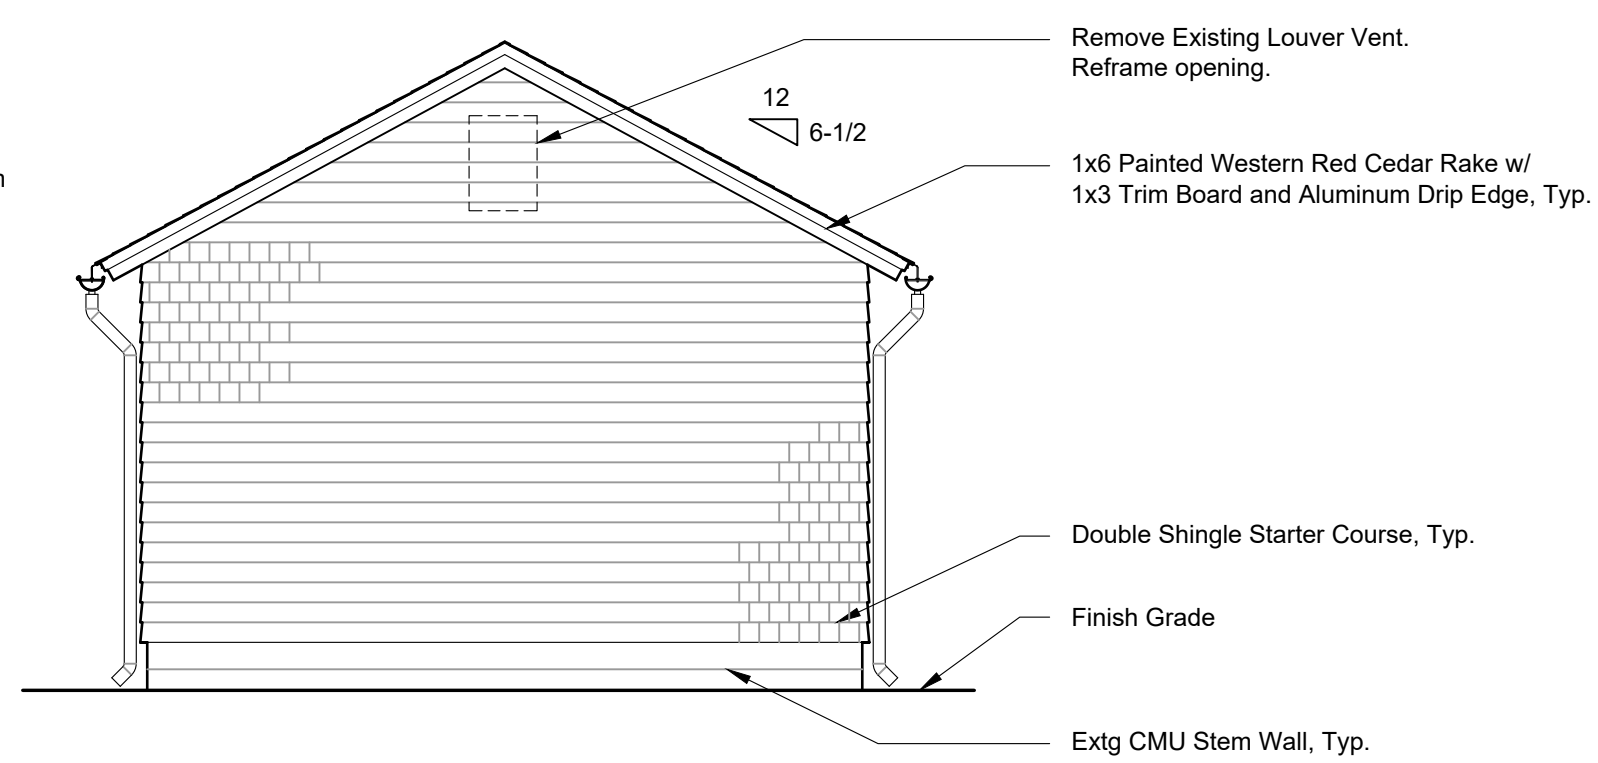 Remove Existing Louver Vent.
Reframe opening.
12
6-1/2
1x6 Painted Western Red Cedar Rake w/
1x3 Trim Board and Aluminum Drip Edge, Typ.
Double Shingle Starter Course, Typ.
Finish Grade
Extg CMU Stem Wall, Typ.